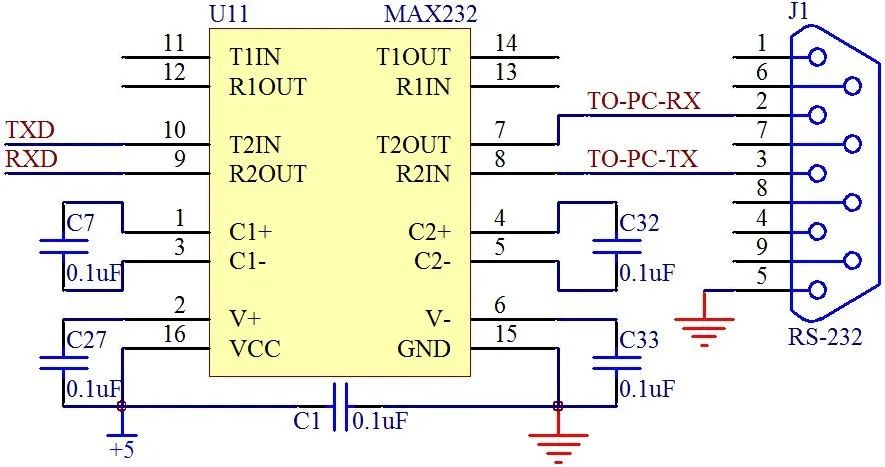 U11 MAX232 J1
11 T1IN T1OUT 14 1
12 R1OUT R1IN 13 6
TO-PC-RX 2
TXD 10 T2IN T2OUT 7 7
RXD 9 R2OUT R2IN 8 TO-PC-TX 3
8
C7 1 C1+ C2+ 4 C32 4
0.1uF 3 C1- C2- 5 0.1uF 9
5
2 V+ V- 6
C27 16 VCC GND 15 C33 RS-232
0.1uF 0.1uF
C1 0.1uF
+5